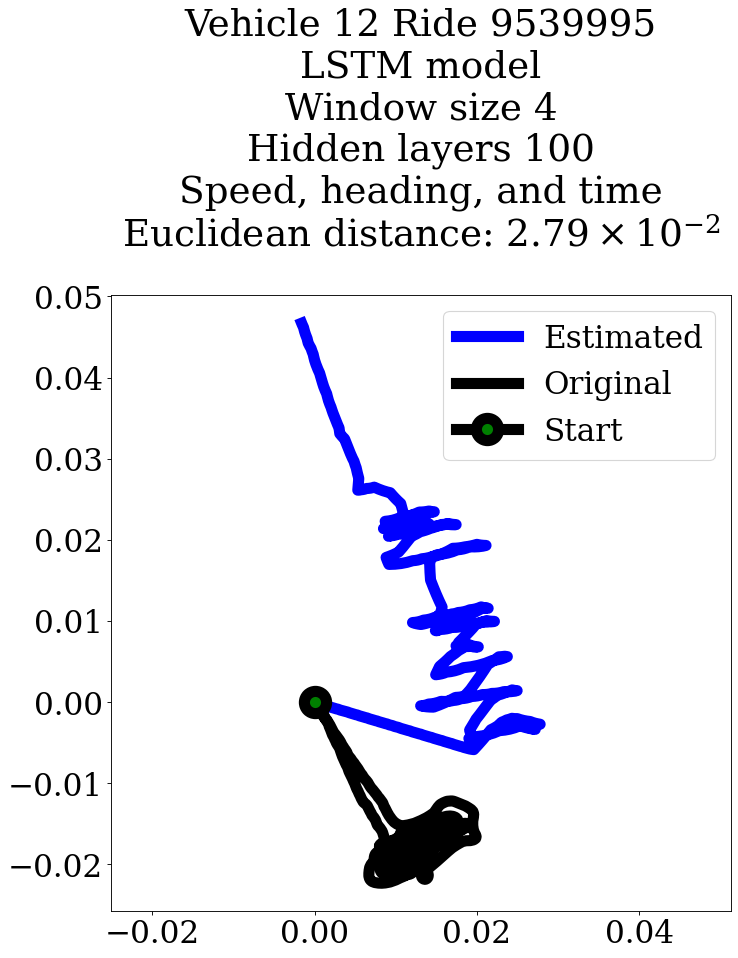 Vehicle 12 Ride 9539995
LSTM model
Window size 4
Hidden layers 100
Speed, heading, and time
Euclidean distance: 2.79 × 10⁻²
0.05
0.04
0.03
0.02
0.01
0.00
−0.01
−0.02
Estimated
Original
Start
−0.02
0.00
0.02
0.04